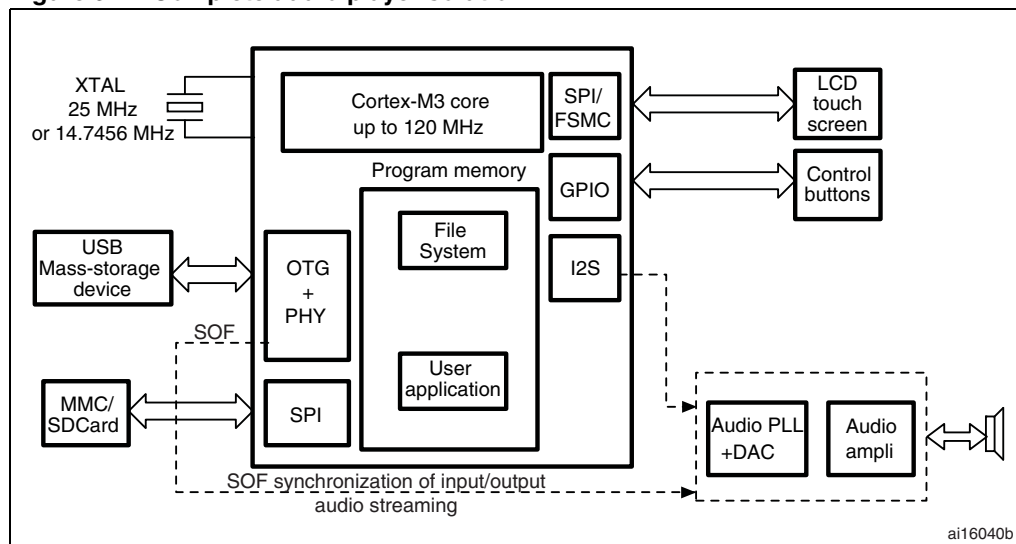 XTAL
25 MHz
or 14.7456 MHz
Cortex-M3 core
up to 120 MHz
SPI/
FSMC
LCD
touch
screen
Program memory
GPIO
Control
buttons
File
System
I2S
USB
Mass-storage
device
OTG
+
PHY
SOF
User
application
MMC/
SDCard
SPI
Audio PLL
+DAC
Audio
ampli
SOF synchronization of input/output
audio streaming
ai16040b